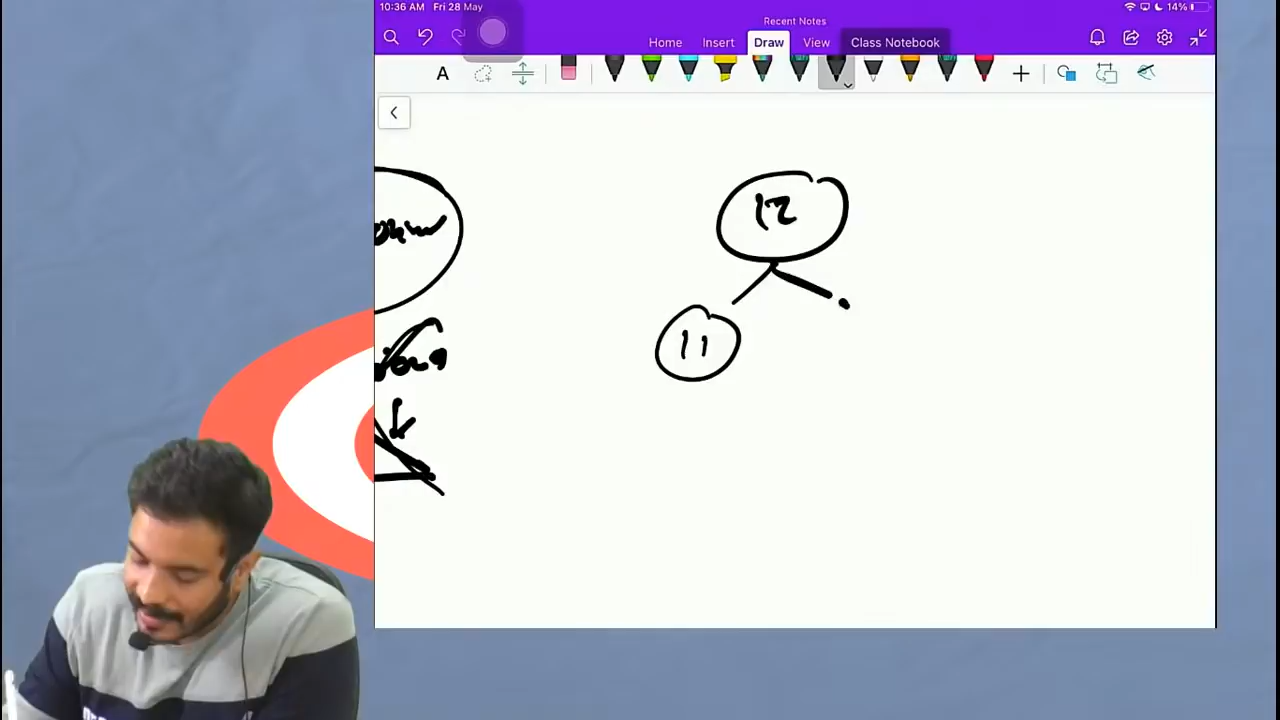 10:36 AM Fri 28 May
14%
Recent Notes
Home Insert Draw View Class Notebook
A
12
11